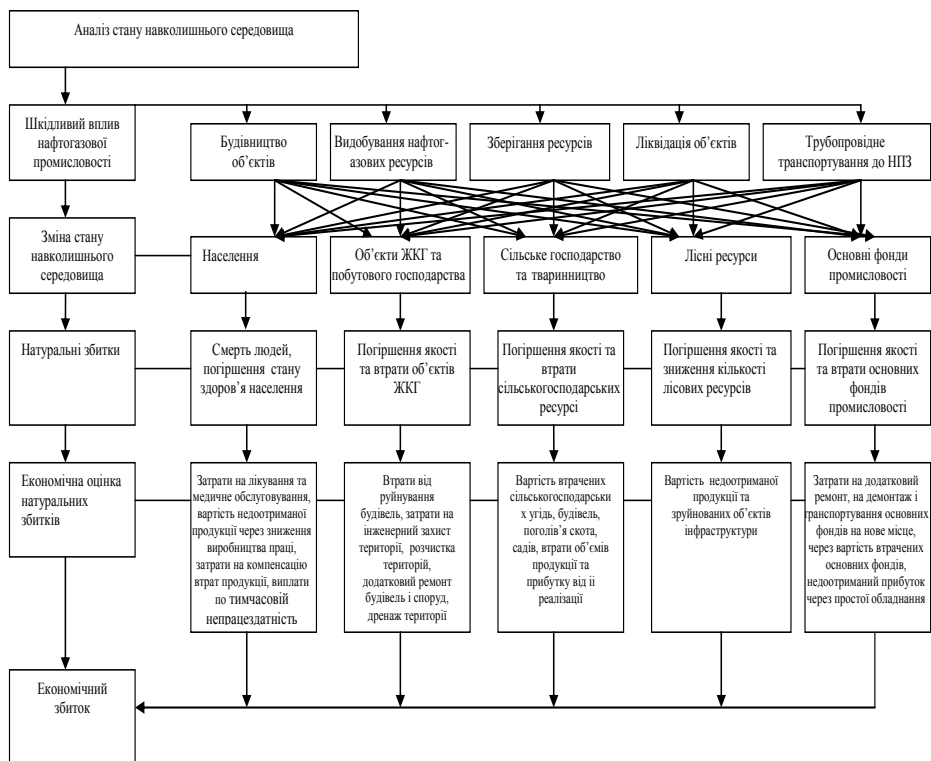 Аналіз стану навколишнього середовища
Шкідливий вплив
нафтогазової
промисловості
Будівництво
об’єктів
Видобування нафтог-
азових ресурсів
Зберігання ресурсів
Ліквідація об’єктів
Трубопровідне
транспортування до НПЗ
Зміна стану
навколишнього
середовища
Населення
Об’єкти ЖКГ та
побутового господарства
Сільське господарство
та тваринництво
Лісні ресурси
Основні фонди
промисловості
Натуральні збитки
Смерть людей,
погіршення стану
здоров’я населення
Погіршення якості
та втрати об’єктів
ЖКГ
Погіршення якості та
втрати
сільськогосподарських
ресурсі
Погіршення якості та
зниження кількості
лісових ресурсів
Погіршення якості
та втрати основних
фондів
промисловості
Економічна оцінка
натуральних
збитків
Затрати на лікування та
медичне обслуговування,
вартість недоотриманої
продукції через зниження
виробництва праці,
затрати на компенсацію
втрат продукції, виплати
по тимчасовій
непрацездатність
Втрати від
руйнування
будівель, затрати на
інженерний захист
території, розчистка
територій,
додатковий ремонт
будівель і споруд,
дренаж території
Вартість втрачених
сільськогосподарськи
х угідь, будівель,
поголів’я скота,
садів, втрати об’ємів
продукції та
прибутку від ії
реалізації
Вартість недоотриманої
продукції та
зруйнованих об’єктів
інфраструктури
Затрати на додатковий
ремонт, на демонтаж і
транспортування основних
фондів на нове місце,
через вартість втрачених
основних фондів,
недоотриманий прибуток
через простої обладнання
Економічний
збиток